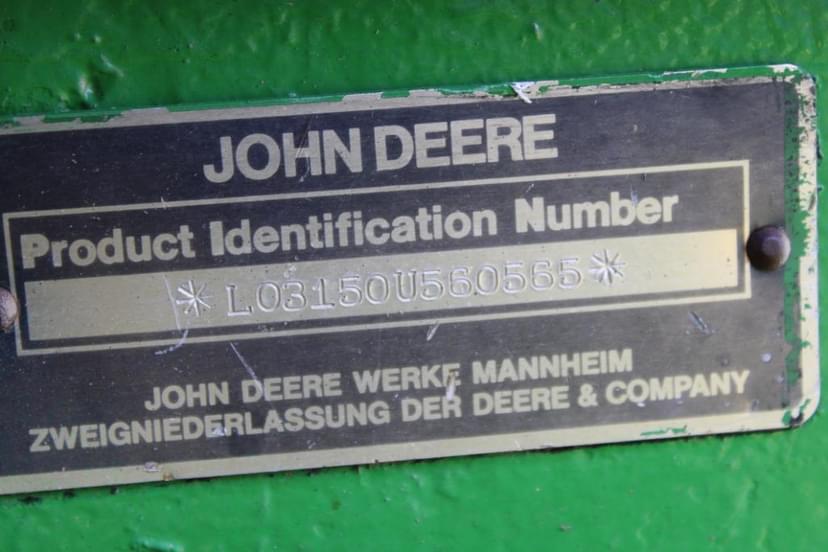 JOHN DEERE
Product Identification Number
*L03150U560565*
JOHN DEERE WERKE MANNHEIM
ZWEIGNIEDERLASSUNG DER DEERE & COMPANY